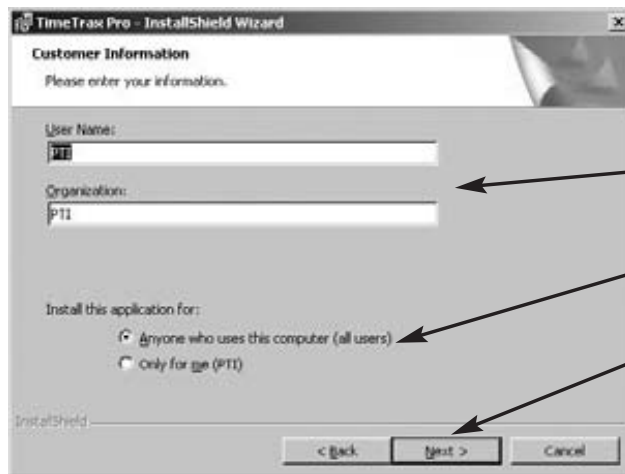 TimeTrax Pro - InstallShield Wizard
Customer Information
Please enter your information.
User Name:
PTI
Organization:
PTI
Install this application for:
Anyone who uses this computer (all users)
Only for me (PTI)
InstallShield
< Back
Next >
Cancel